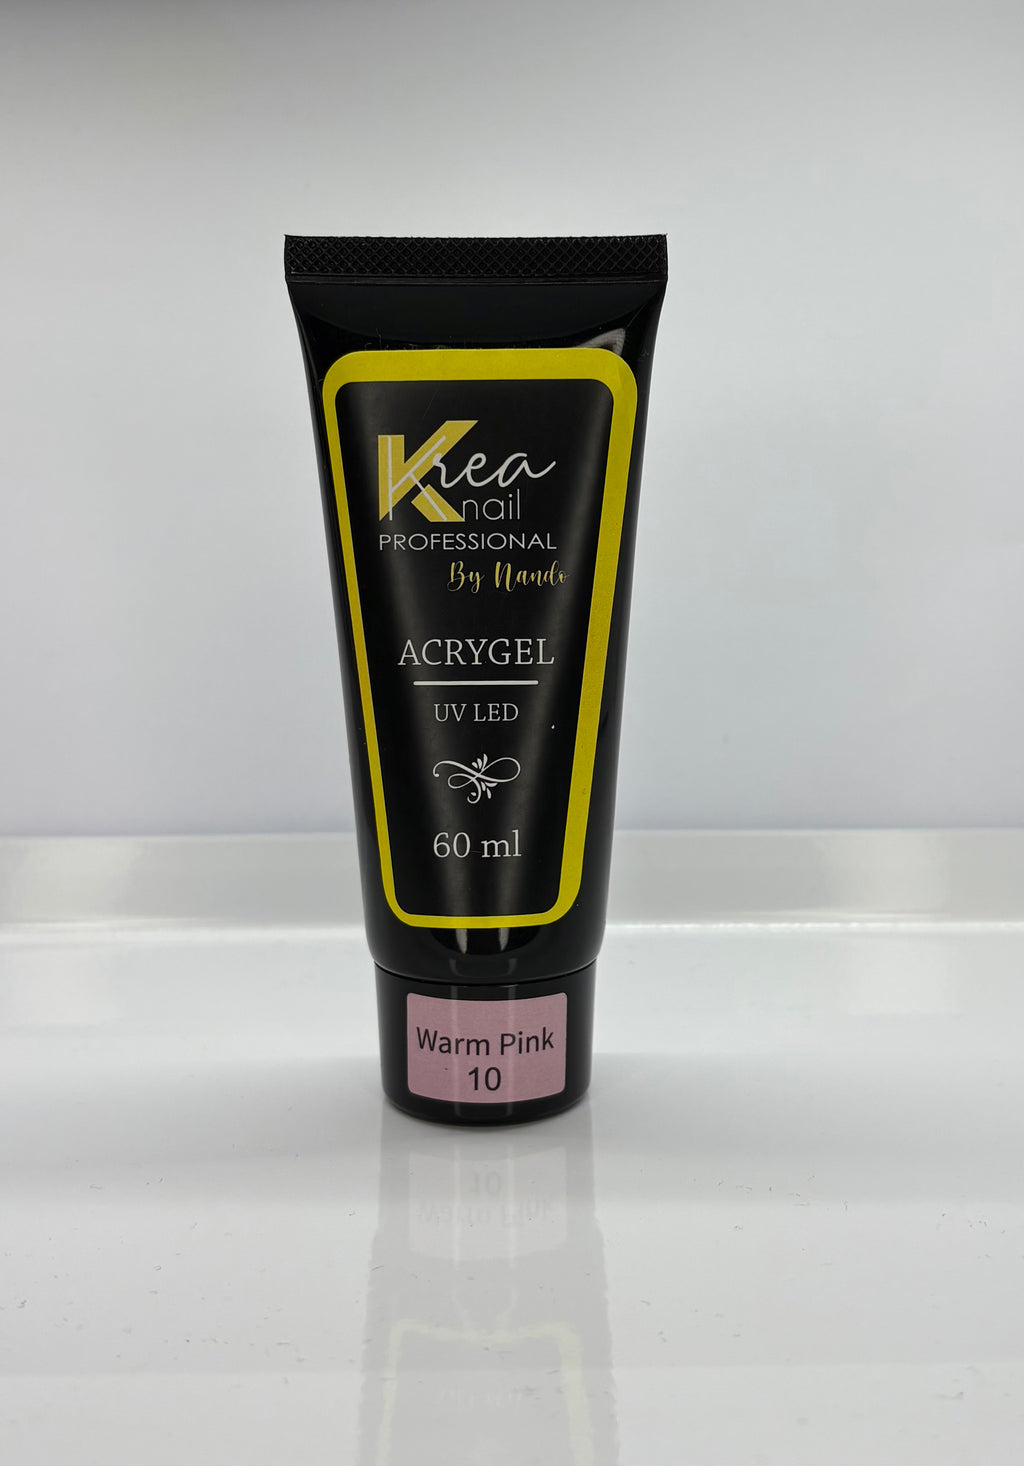 Krea
nail
PROFESSIONAL
By Nando
ACRYGEL
UV LED
60 ml
Warm Pink
10